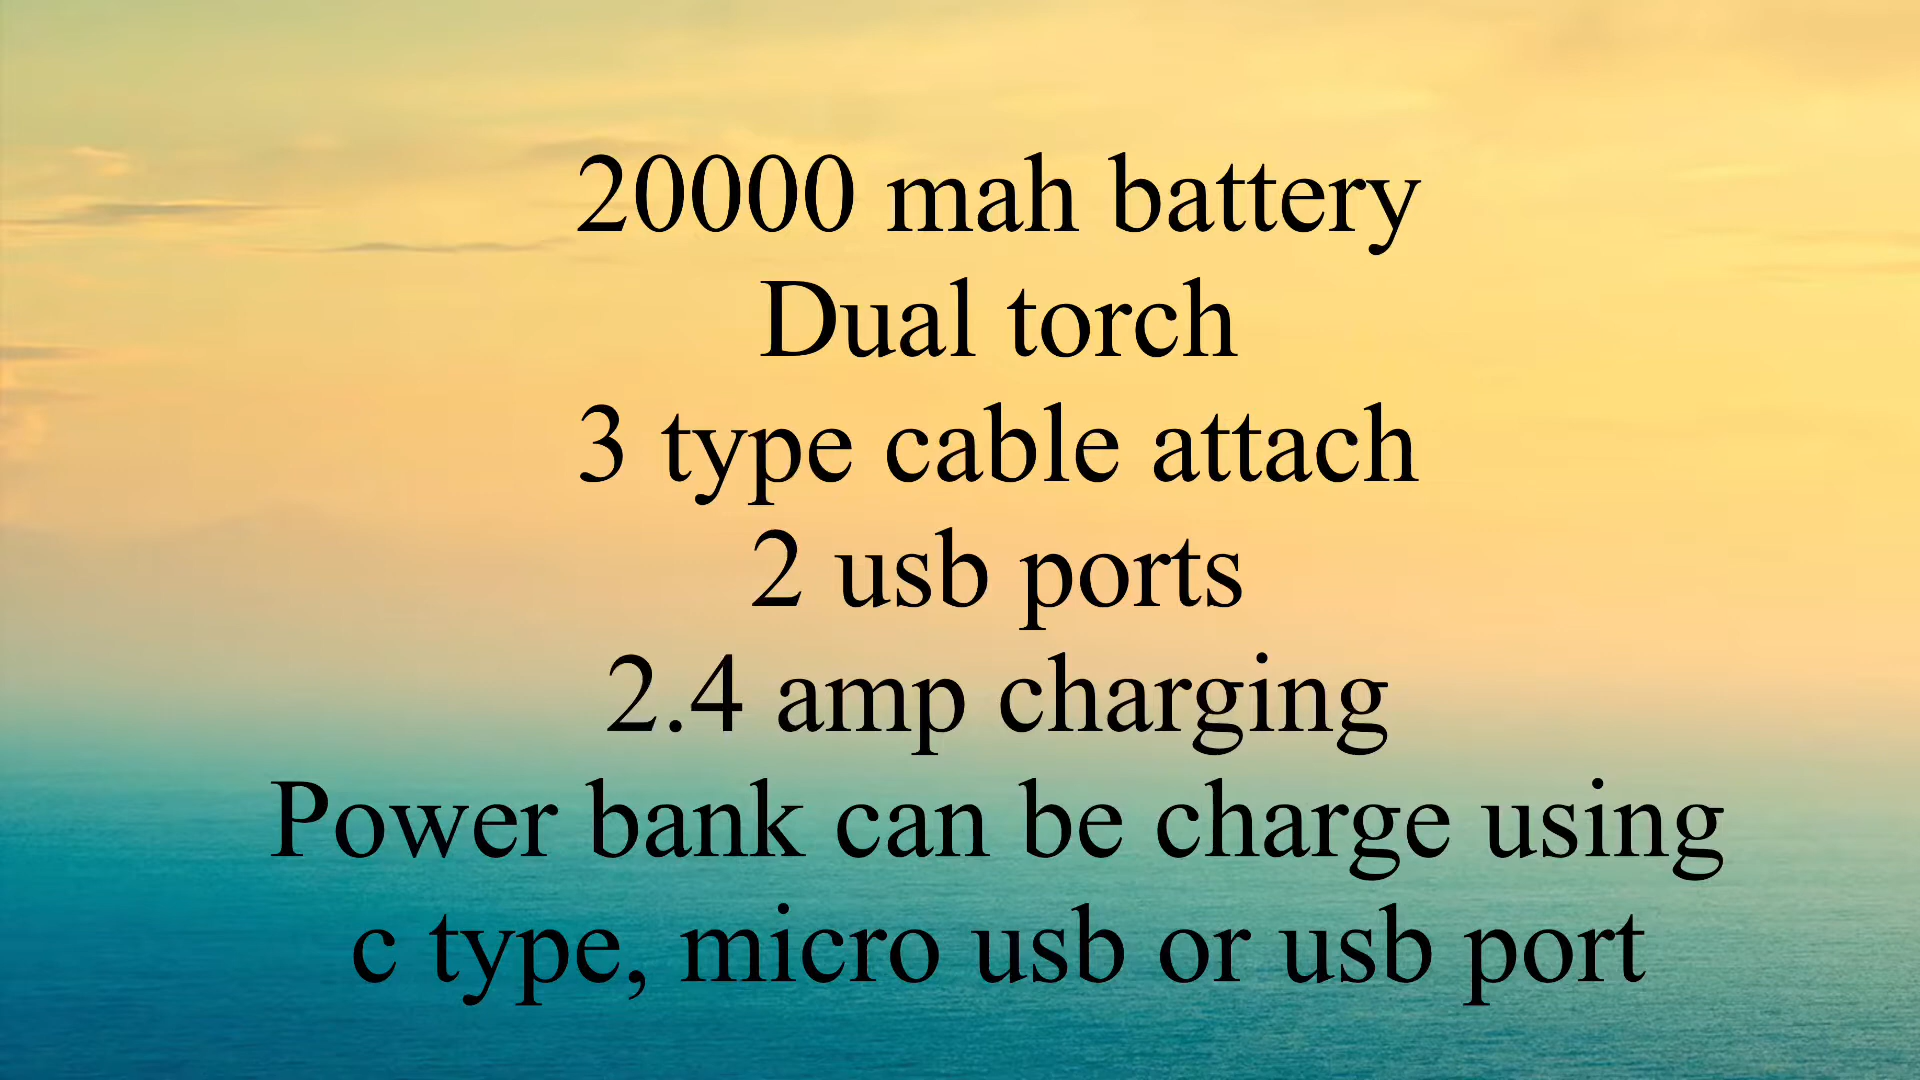 20000 mah battery
Dual torch
3 type cable attach
2 usb ports
2.4 amp charging
Power bank can be charge using
c type, micro usb or usb port